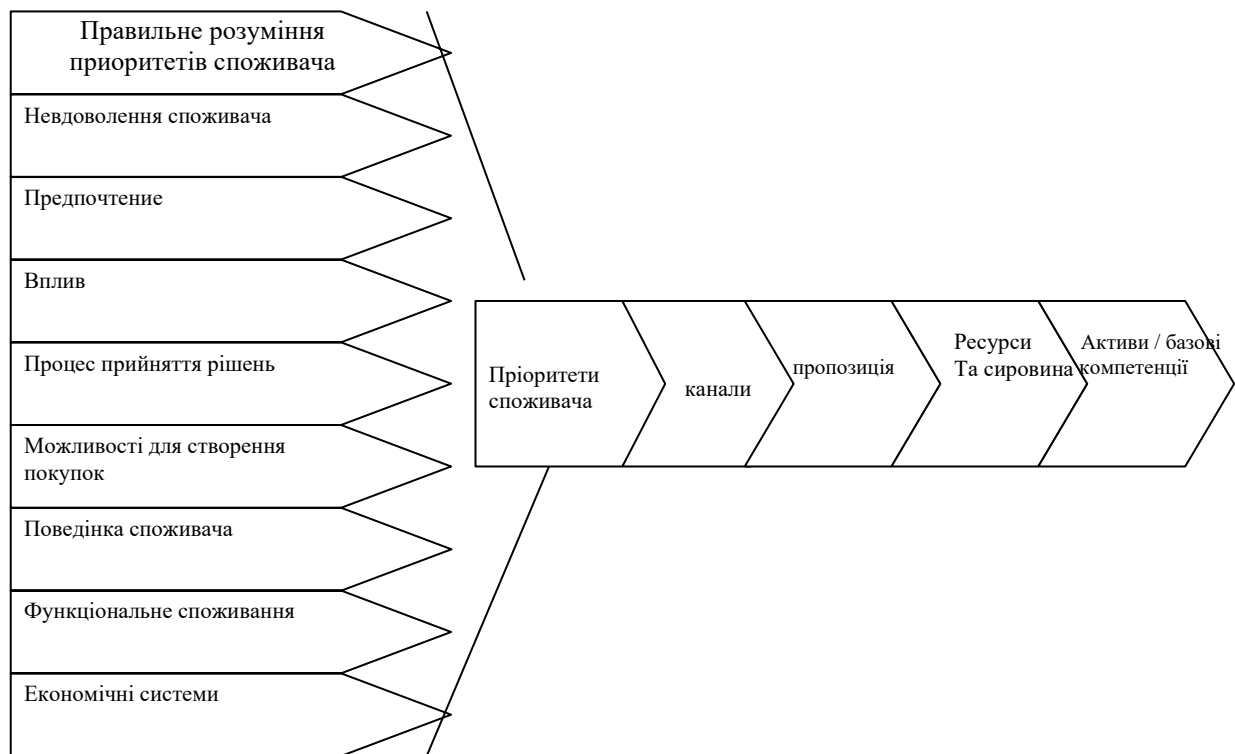 Правильне розуміння
приоритетів споживача
Невдоволення споживача
Предпочтение
Вплив
Процес прийняття рішень
Можливості для створення
покупок
Поведінка споживача
Функціональне споживання
Економічні системи
Пріоритети
споживача
канали
пропозиція
Ресурси
Та сировина
Активи / базові
компетенції